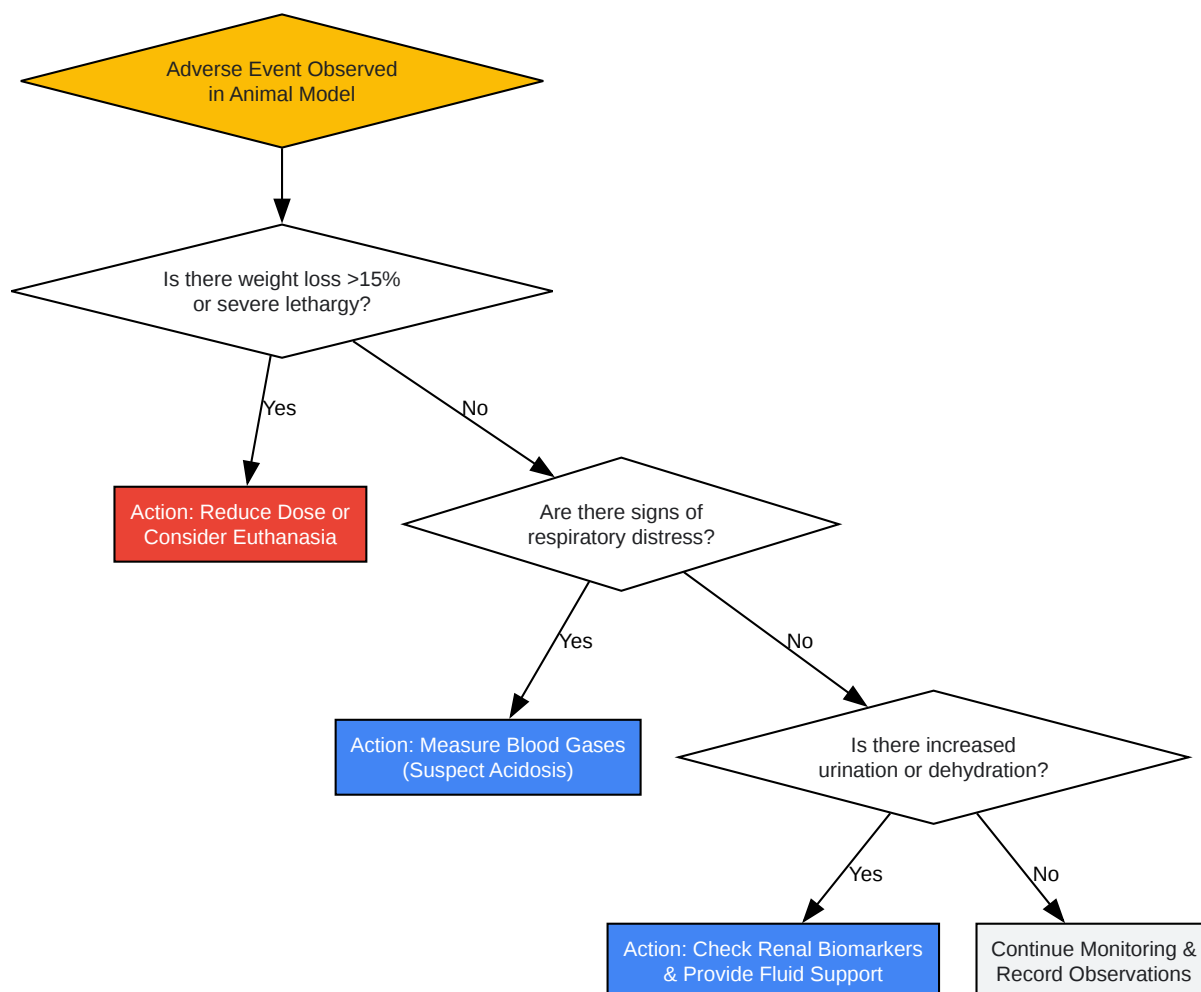 Adverse Event Observed
in Animal Model
Is there weight loss >15%
or severe lethargy?
Yes
No
Action: Reduce Dose or
Consider Euthanasia
Are there signs of
respiratory distress?
Yes
No
Action: Measure Blood Gases
(Suspect Acidosis)
Is there increased
urination or dehydration?
Yes
No
Action: Check Renal Biomarkers
& Provide Fluid Support
Continue Monitoring &
Record Observations